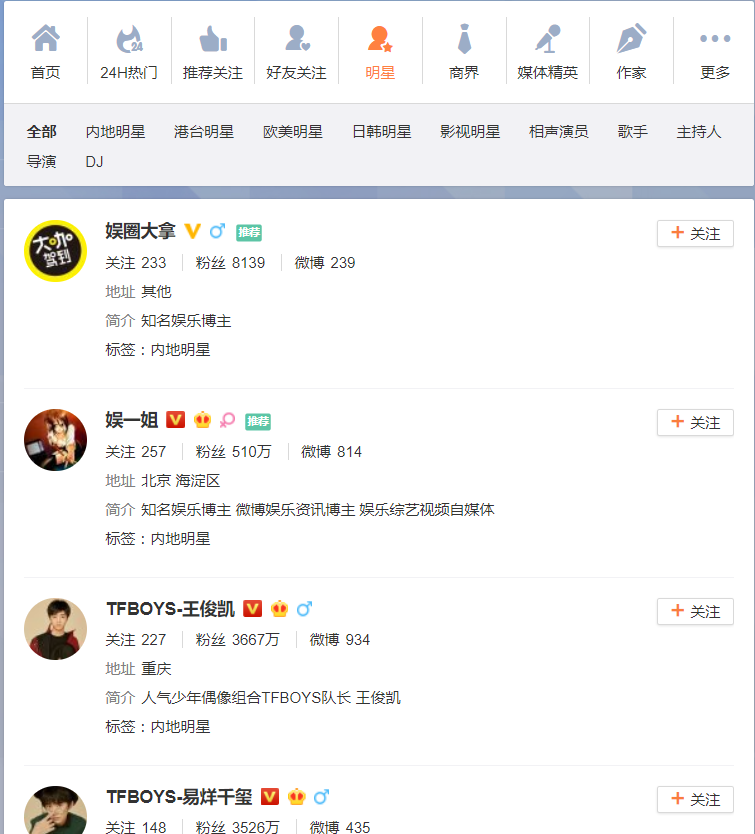 首页 24H热门 推荐关注 好友关注 明星 商界 媒体精英 作家 更多
全部 内地明星 港台明星 欧美明星 日韩明星 影视明星 相声演员 歌手 主持人
导演 DJ
大咖
驾到
娱圈大拿 推荐 + 关注
关注 233 粉丝 8139 微博 239
地址 其他
简介 知名娱乐博主
标签：内地明星
娱一姐 推荐 + 关注
关注 257 粉丝 510万 微博 814
地址 北京 海淀区
简介 知名娱乐博主 微博娱乐资讯博主 娱乐综艺视频自媒体
标签：内地明星
TFBOYS-王俊凯 + 关注
关注 227 粉丝 3667万 微博 934
地址 重庆
简介 人气少年偶像组合TFBOYS队长 王俊凯
标签：内地明星
TFBOYS-易烊千玺 + 关注
关注 148 粉丝 3526万 微博 435